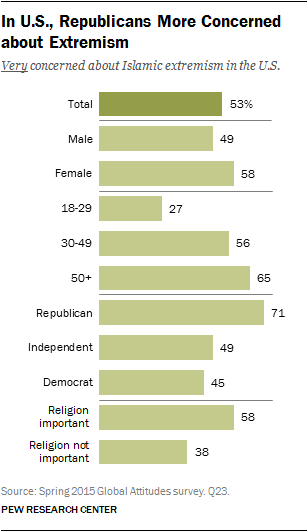 In U.S., Republicans More Concerned
about Extremism
Very concerned about Islamic extremism in the U.S.
Total 53%
Male 49
Female 58
18-29 27
30-49 56
50+ 65
Republican 71
Independent 49
Democrat 45
Religion
important 58
Religion not
important 38
Source: Spring 2015 Global Attitudes survey. Q23.
PEW RESEARCH CENTER